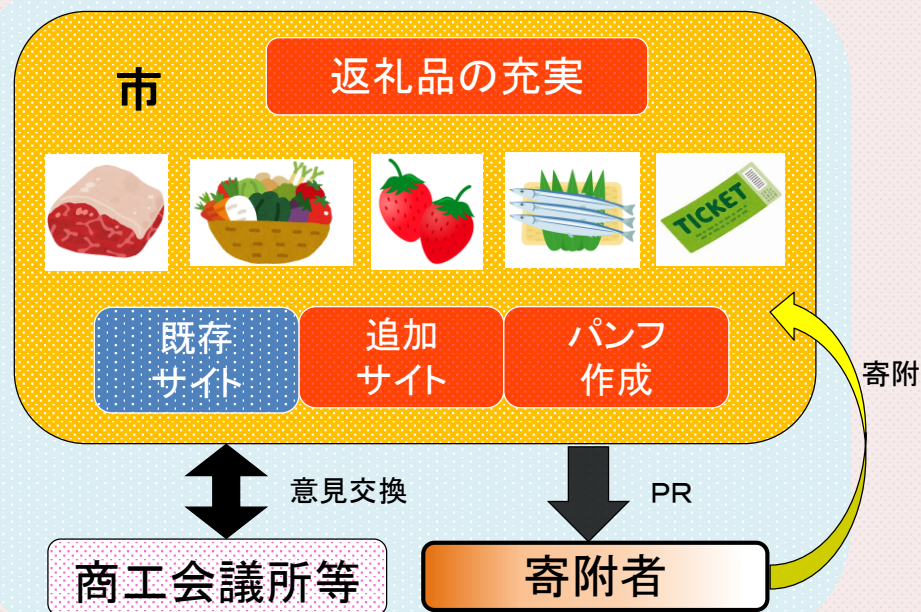 市
返礼品の充実
TICKET
既存
サイト
追加
サイト
パンフ
作成
寄附
意見交換
PR
商工会議所等
寄附者